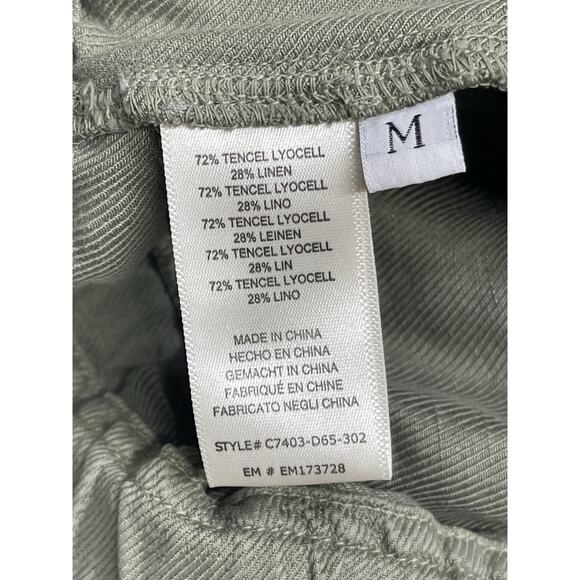 M
72% TENCEL LYOCELL
28% LINEN
72% TENCEL LYOCELL
28% LINO
72% TENCEL LYOCELL
28% LEINEN
72% TENCEL LYOCELL
28% LIN
72% TENCEL LYOCELL
28% LINO
MADE IN CHINA
HECHO EN CHINA
GEMACHT IN CHINA
FABRIQUÉ EN CHINE
FABRICATO NEGLI CHINA
STYLE# C7403-D65-302
EM # EM173728